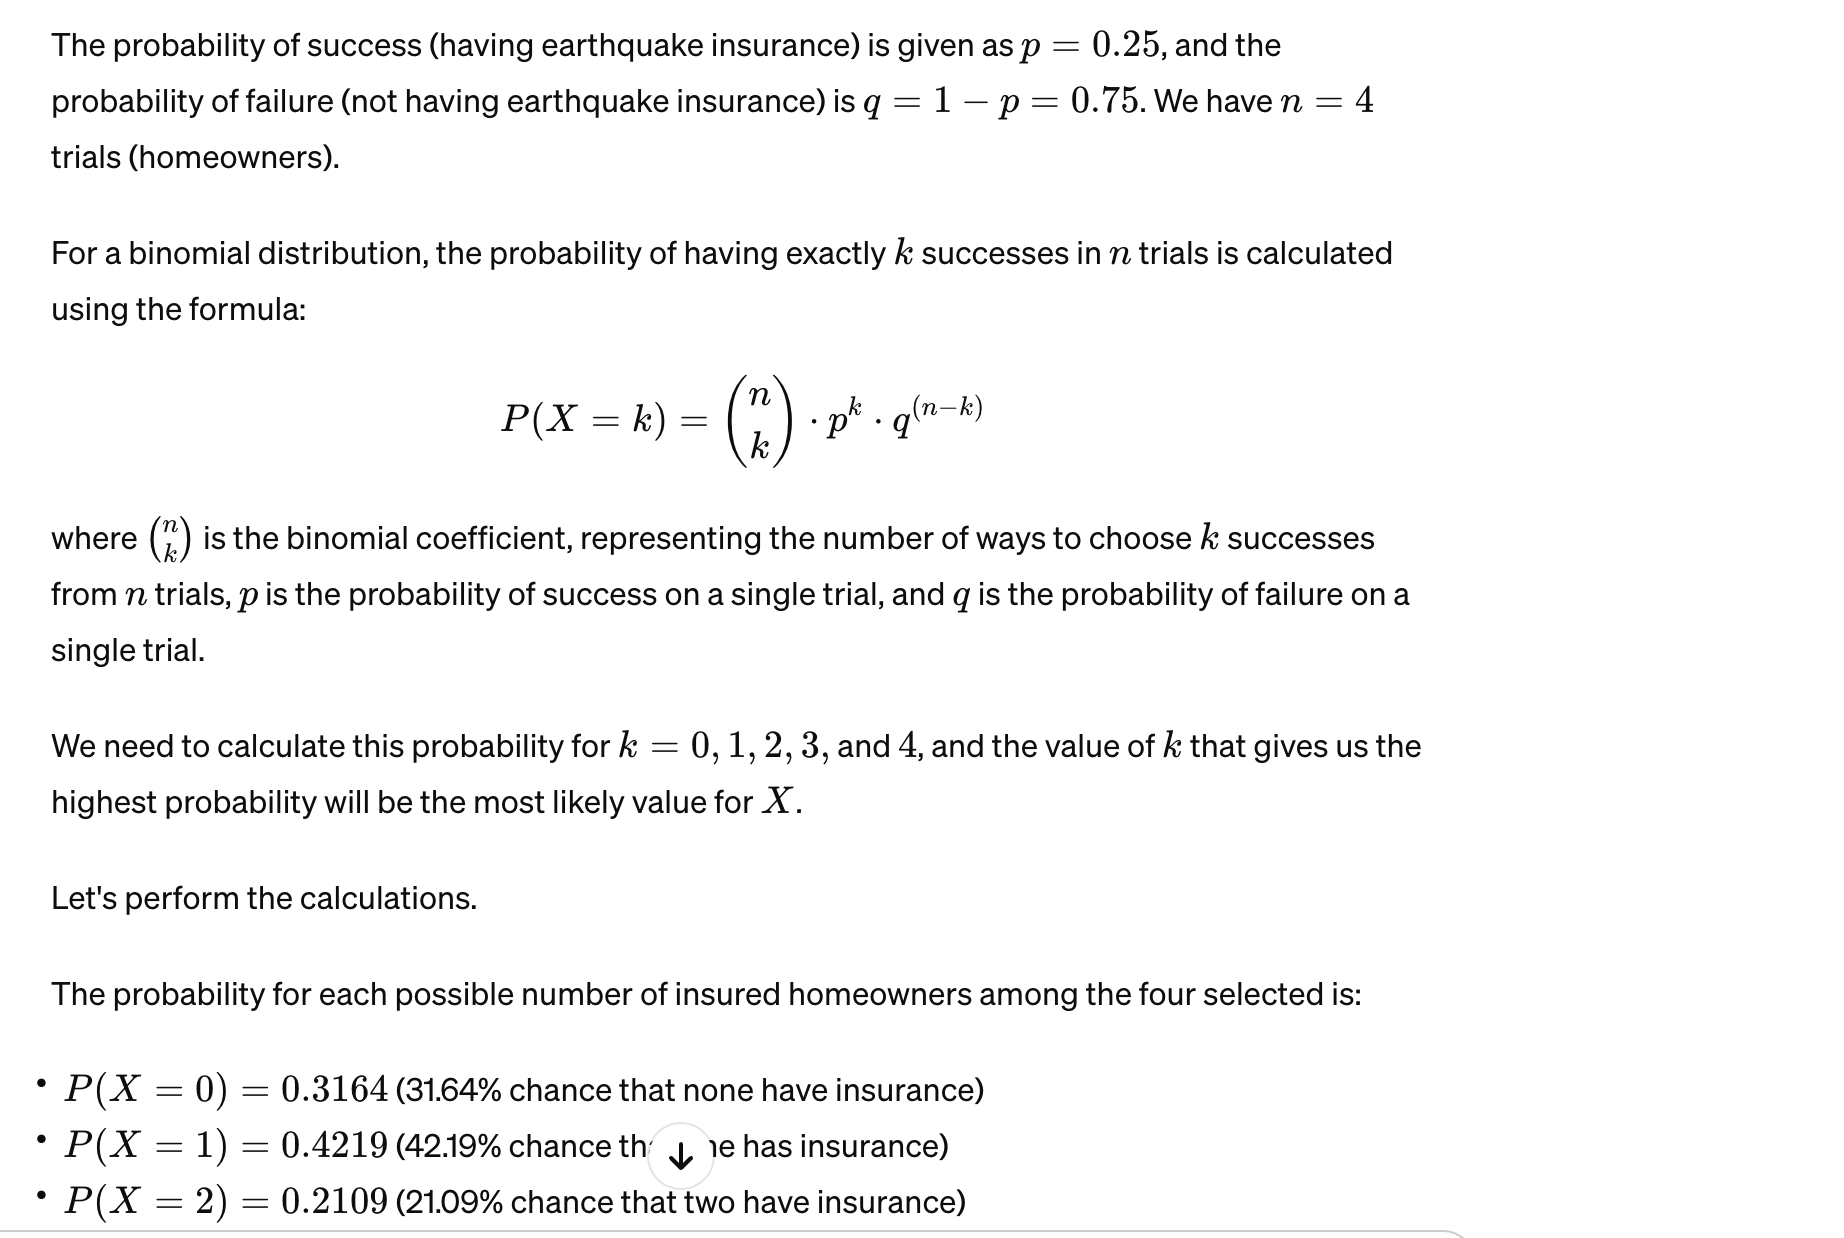 The probability of success (having earthquake insurance) is given as p = 0.25, and the
probability of failure (not having earthquake insurance) is q = 1 − p = 0.75. We have n = 4
trials (homeowners).
For a binomial distribution, the probability of having exactly k successes in n trials is calculated
using the formula:
P(X = k) = (n k) · p^k · q^(n−k)
where (n k) is the binomial coefficient, representing the number of ways to choose k successes
from n trials, p is the probability of success on a single trial, and q is the probability of failure on a
single trial.
We need to calculate this probability for k = 0, 1, 2, 3, and 4, and the value of k that gives us the
highest probability will be the most likely value for X.
Let's perform the calculations.
The probability for each possible number of insured homeowners among the four selected is:
• P(X = 0) = 0.3164 (31.64% chance that none have insurance)
• P(X = 1) = 0.4219 (42.19% chance has insurance)
• P(X = 2) = 0.2109 (21.09% chance that two have insurance)